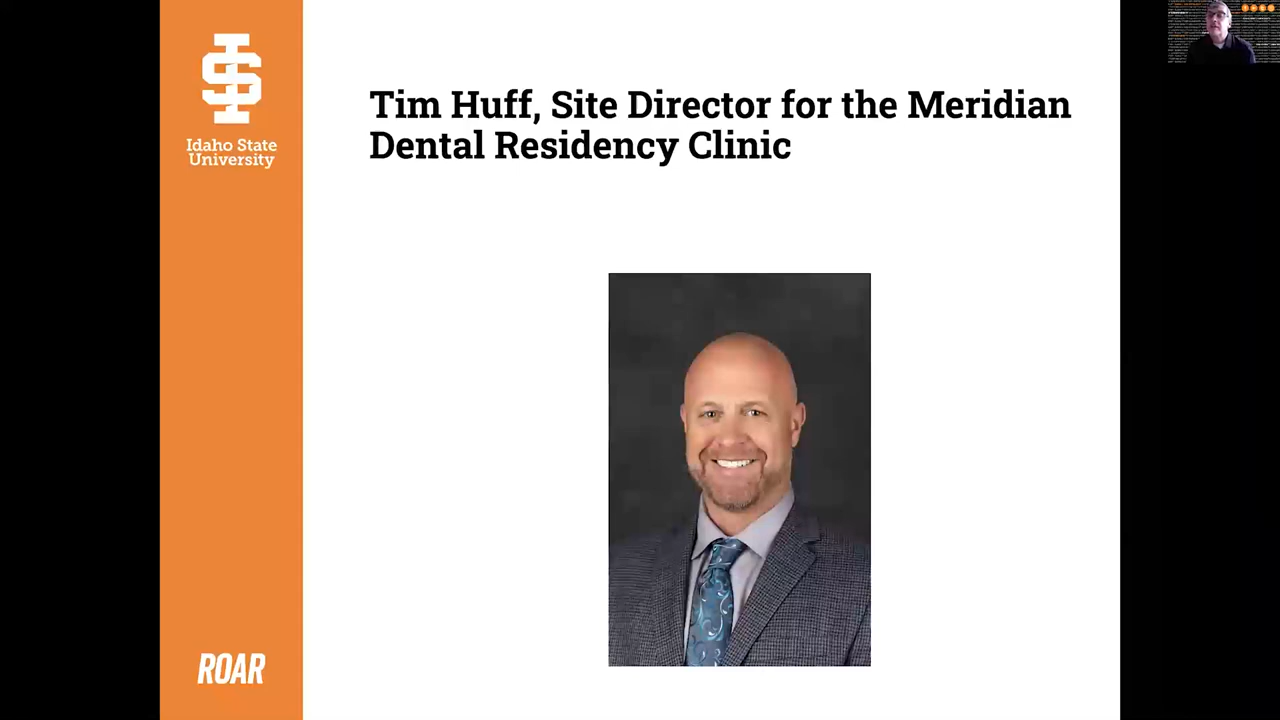 Idaho State
University
Tim Huff, Site Director for the Meridian
Dental Residency Clinic
ROAR